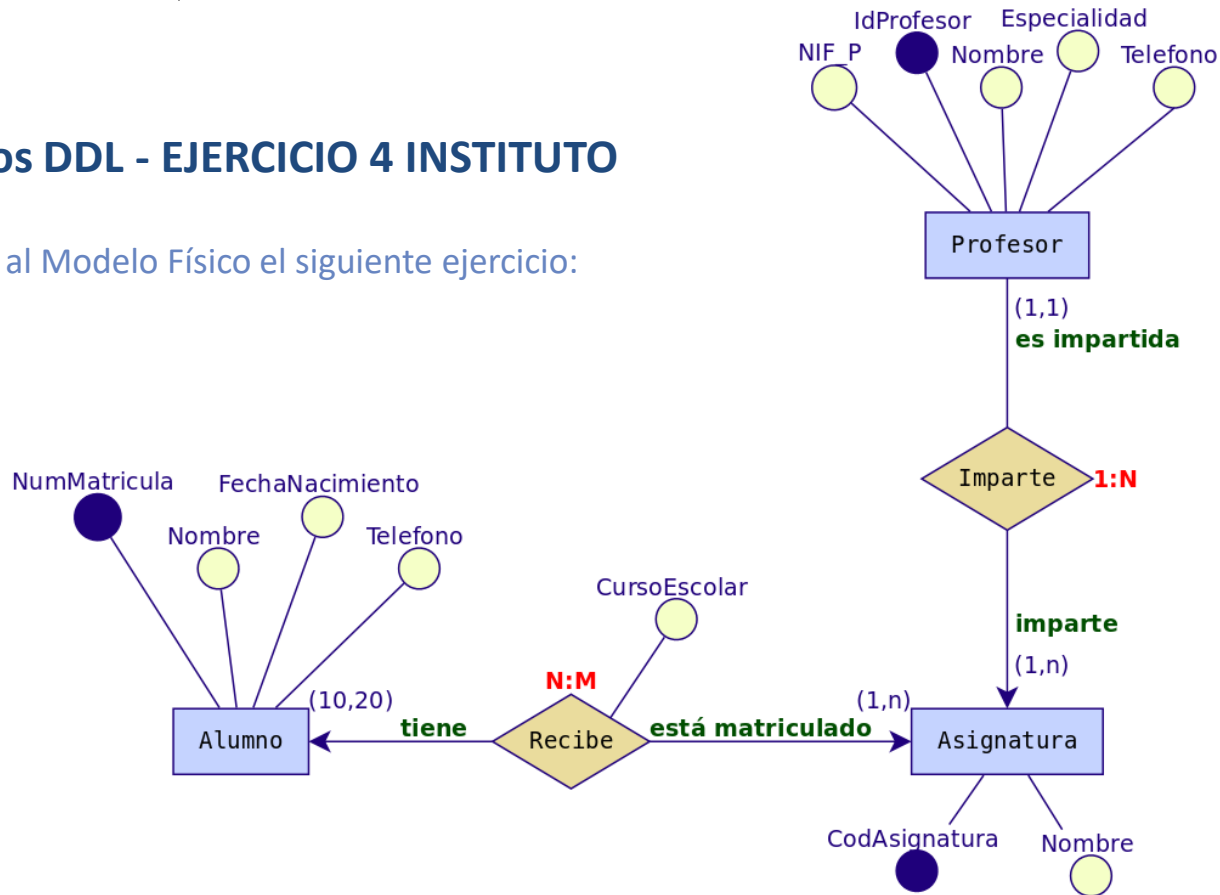 IdProfesor
Especialidad
NIF_P
Nombre
Telefono
os DDL - EJERCICIO 4 INSTITUTO
Profesor
al Modelo Físico el siguiente ejercicio:
(1,1)
es impartida
Imparte
1:N
NumMatricula
FechaNacimiento
Nombre
Telefono
CursoEscolar
imparte
(1,n)
N:M
(10,20)
(1,n)
tiene
está matriculado
Alumno
Recibe
Asignatura
CodAsignatura
Nombre